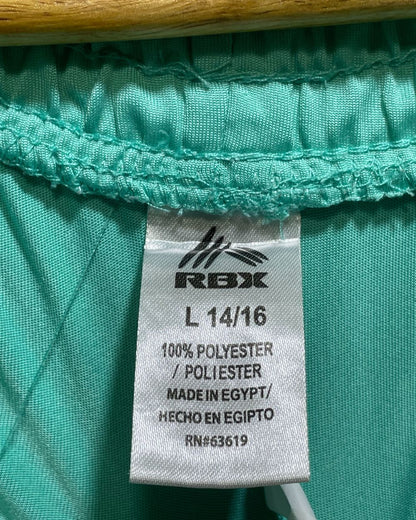 RBX
L 14/16
100% POLYESTER
/ POLIESTER
MADE IN EGYPT/
HECHO EN EGIPTO
RN#63619